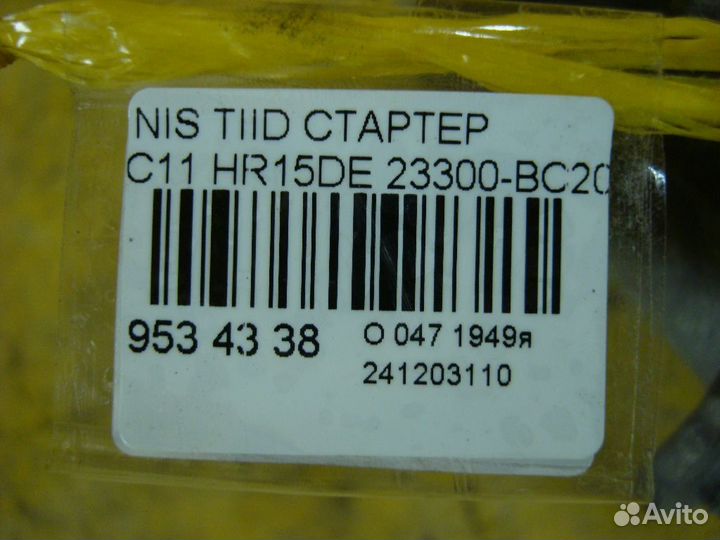 NIS TIID СТАРТЕР
C11 HR15DE 23300-BC20
953 43 38
O 047 1949я
241203110
Avito